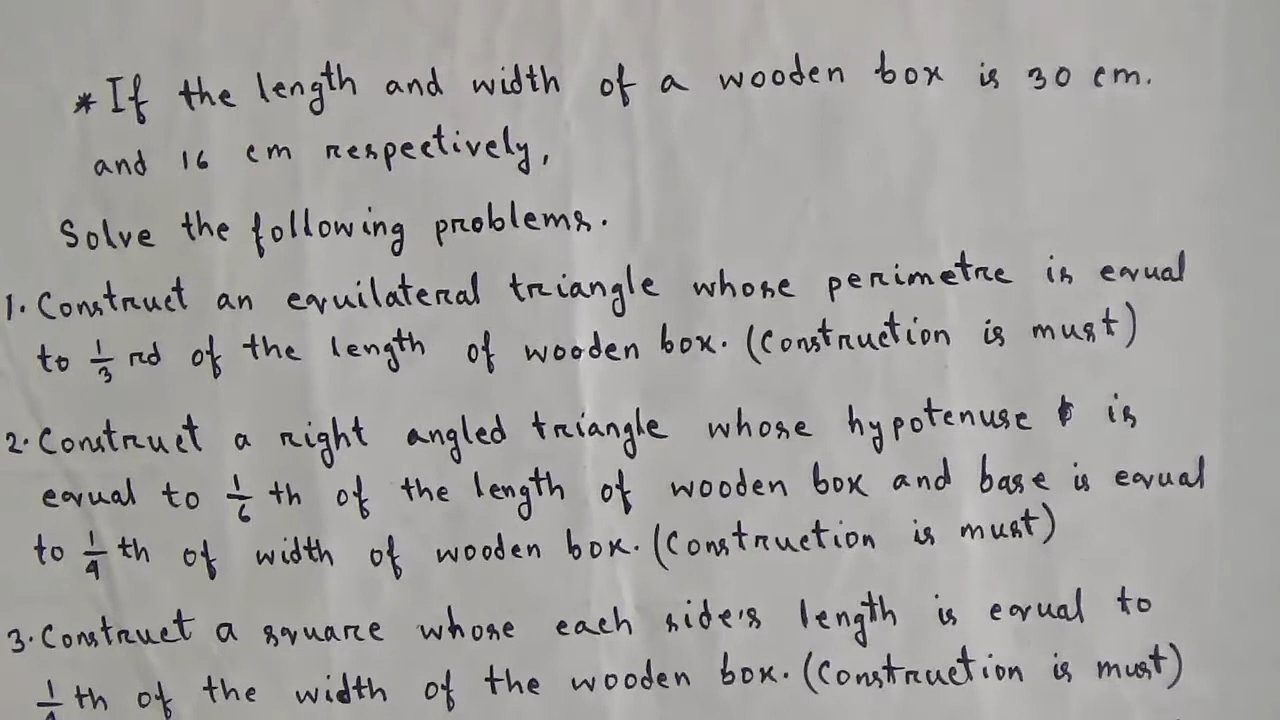 * If the length and width of a wooden box is 30 cm.
and 16 cm respectively,
Solve the following problems.
1. Construct an equilateral triangle whose perimetre is equal
to 1/3 rd of the length of wooden box. (Construction is must)
2. Construct a right angled triangle whose hypotenuse is
equal to 1/6 th of the length of wooden box and base is equal
to 1/4 th of width of wooden box. (Construction is must)
3. Construct a square whose each side's length is equal to
1/4 th of the width of the wooden box. (Construction is must)